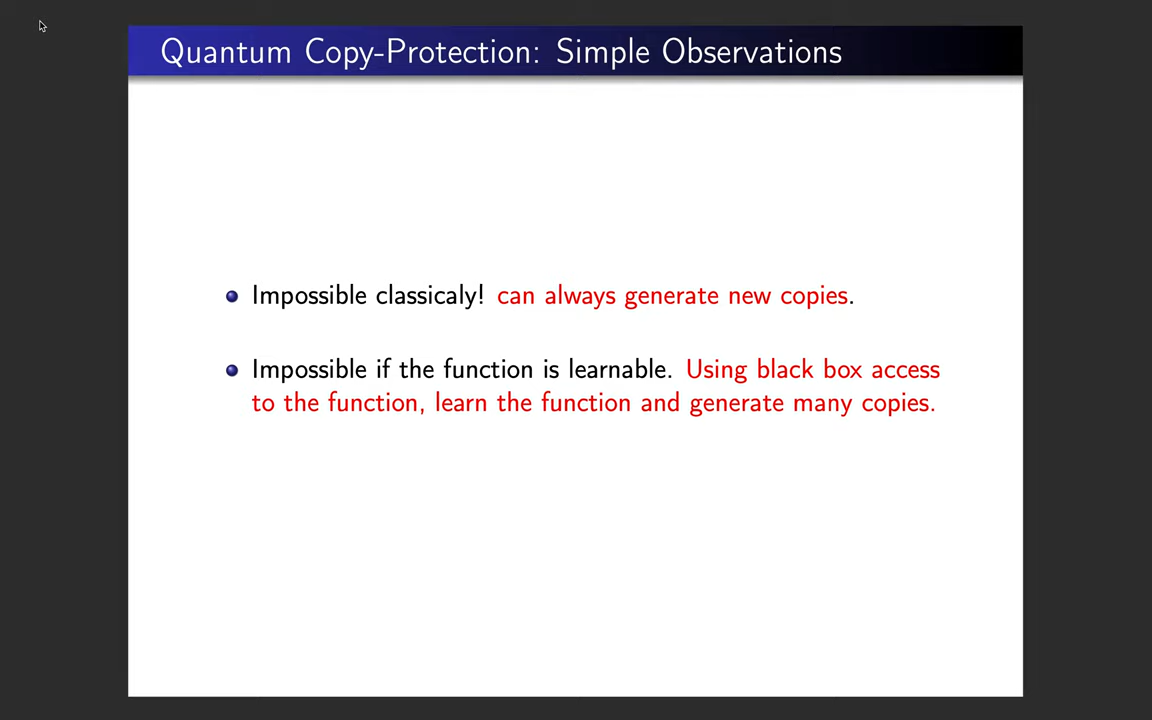 Quantum Copy-Protection: Simple Observations
Impossible classicaly! can always generate new copies.
Impossible if the function is learnable. Using black box access
to the function, learn the function and generate many copies.